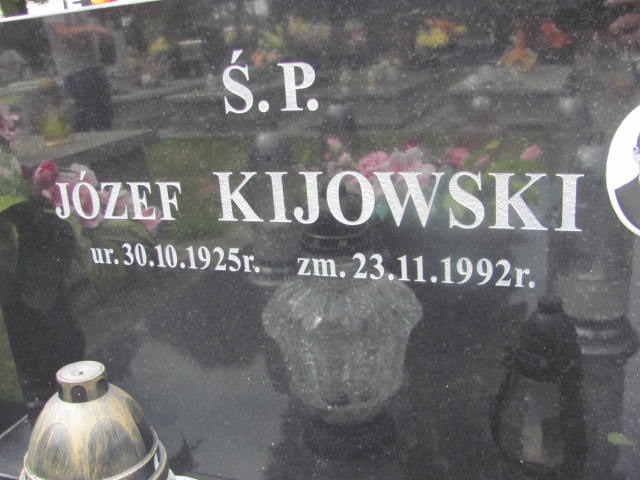 Ś.P.
JÓZEF KIJOWSKI
ur.30.10.1925r. zm.23.11.1992r.